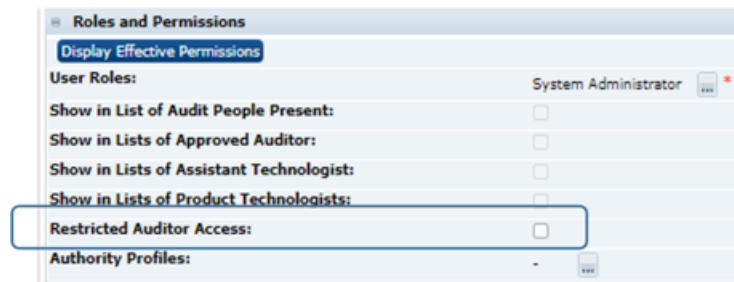 Roles and Permissions
Display Effective Permissions
User Roles: System Administrator ... *
Show in List of Audit People Present:
Show in Lists of Approved Auditor:
Show in Lists of Assistant Technologist:
Show in Lists of Product Technologists:
Restricted Auditor Access:
Authority Profiles: - ...